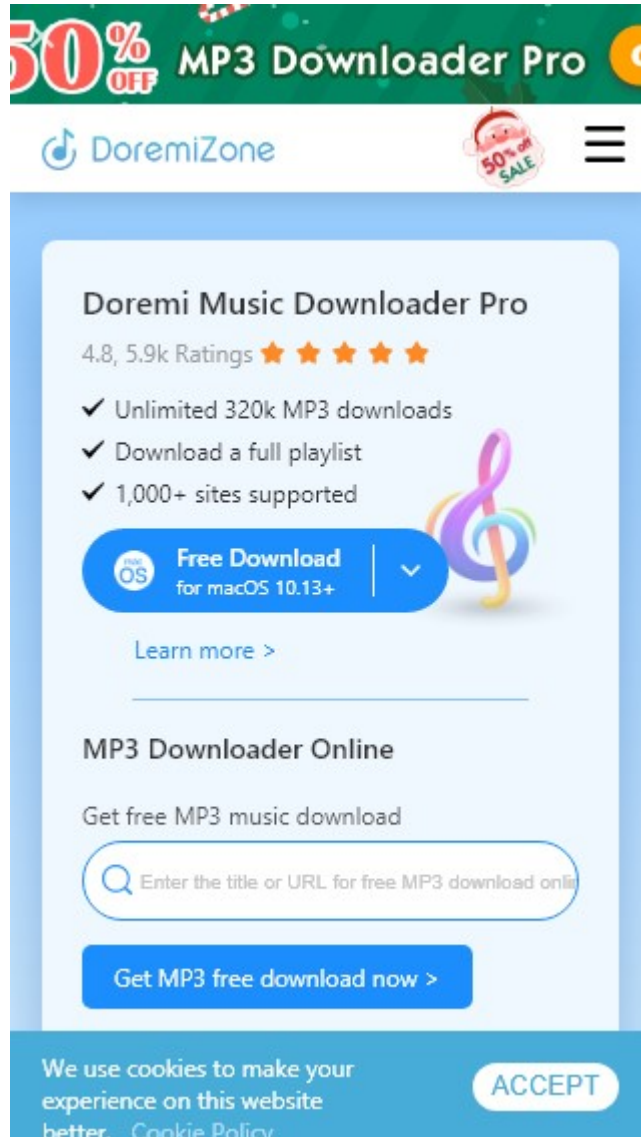 50% OFF MP3 Downloader Pro
DoremiZone
50% off
SALE
Doremi Music Downloader Pro
4.8, 5.9k Ratings
Unlimited 320k MP3 downloads
Download a full playlist
1,000+ sites supported
mac
OS
Free Download
for macOS 10.13+
Learn more >
MP3 Downloader Online
Get free MP3 music download
Enter the title or URL for free MP3 download onlin
Get MP3 free download now >
We use cookies to make your
experience on this website
better. Cookie Policy
ACCEPT